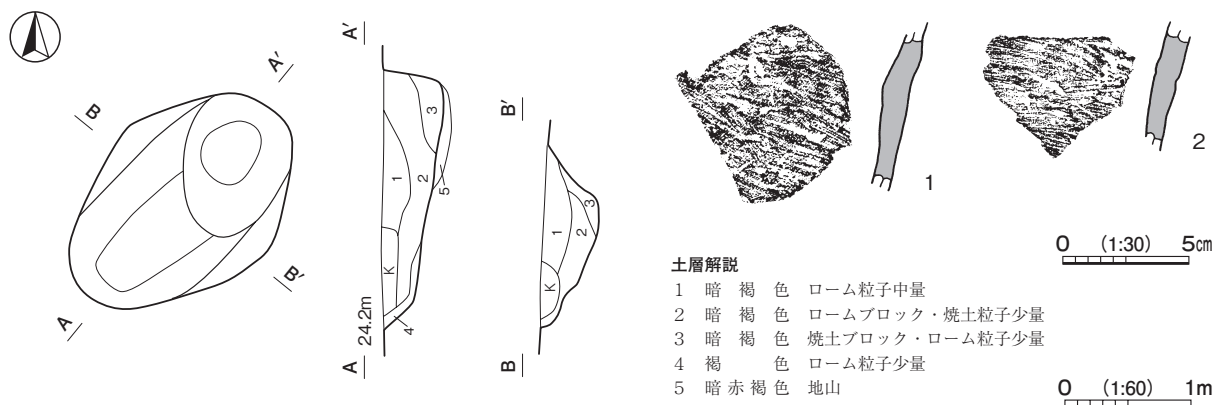 A′
B
A
B′
A′
3
1
2
5
K
4
24.2m
A
B′
3
1
2
K
B
1
2
0 (1:30) 5㎝
土層解説
1 暗褐色 ローム粒子中量
2 暗褐色 ロームブロック・焼土粒子少量
3 暗褐色 焼土ブロック・ローム粒子少量
4 褐色 ローム粒子少量
5 暗赤褐色 地山
0 (1:60) 1m